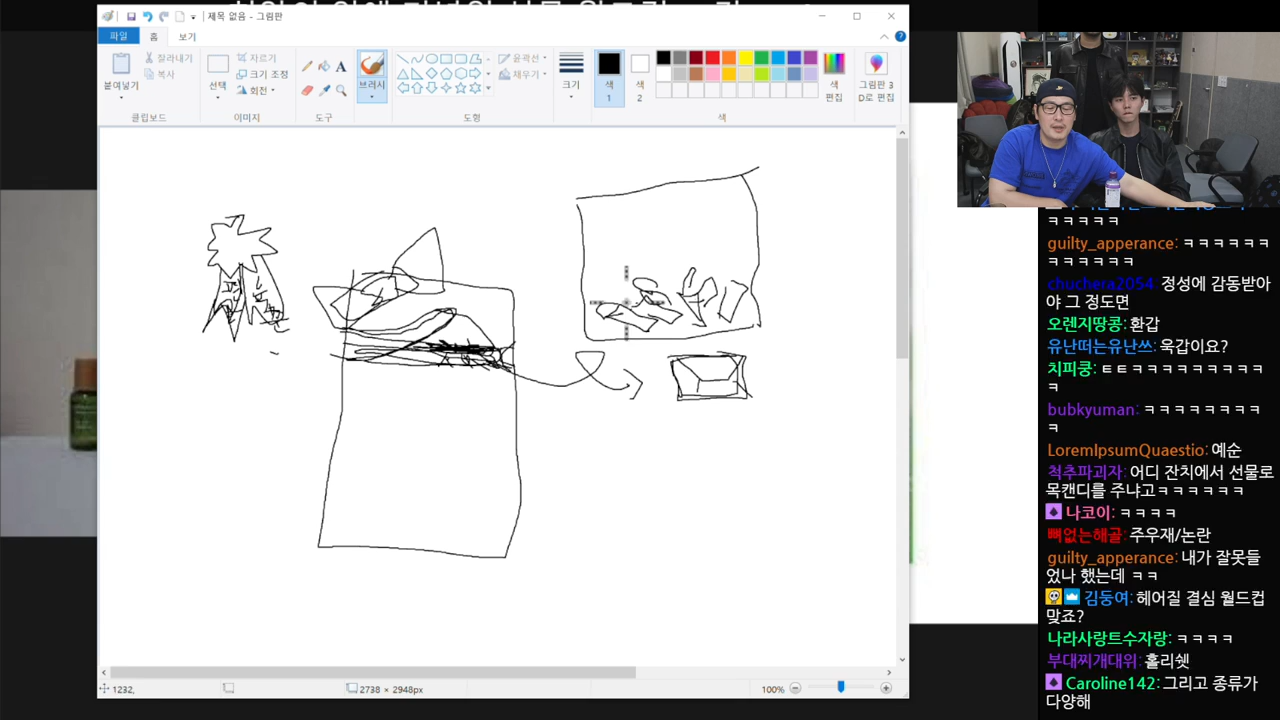 제목 없음 - 그림판
파일
홈
보기
붙여넣기
잘라내기
복사
클립보드
선택
자르기
크기 조정
회전
이미지
A
도구
브러시
윤곽선
채우기
도형
크기
색
1
색
2
색
편집
그림판 3
D로 편집
색
1232,
2738 × 2948px
100%
ㅋㅋㅋㅋㅋ
guilty_apperance: ㅋㅋㅋㅋㅋㅋ
ㅋㅋㅋㅋㅋㅋ
chuchera2054: 정성에 감동받아
야 그 정도면
오렌지땅콩: 환갑
유난떠는유난쓰: 욱갑이요?
치피쿵: ㅌㅌㅋㅋㅋㅋㅋㅋㅋㅋㅋ
ㅋ
bubkyuman: ㅋㅋㅋㅋㅋㅋㅋㅋ
ㅋ
LoremIpsumQuaestio: 예순
척추파괴자: 어디 잔치에서 선물로
목캔디를 주냐고ㅋㅋㅋㅋㅋㅋ
나코이: ㅋㅋㅋㅋ
뼈없는해골: 주우재/논란
guilty_apperance: 내가 잘못들
었나 했는데 ㅋㅋ
김둥여: 헤어질 결심 월드컵
맞죠?
나라사랑트수자랑: ㅋㅋㅋㅋ
부대찌개대위: 홀리쉣
Caroline142: 그리고 종류가
다양해